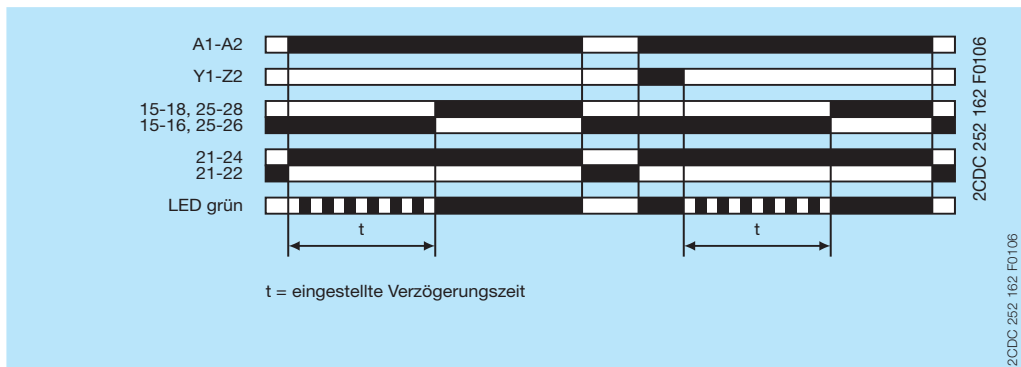 A1-A2
Y1-Z2
15-18, 25-28
15-16, 25-26
21-24
21-22
LED grün
t
t
t = eingestellte Verzögerungszeit
2CDC 252 162 F0106
2CDC 252 162 F0106